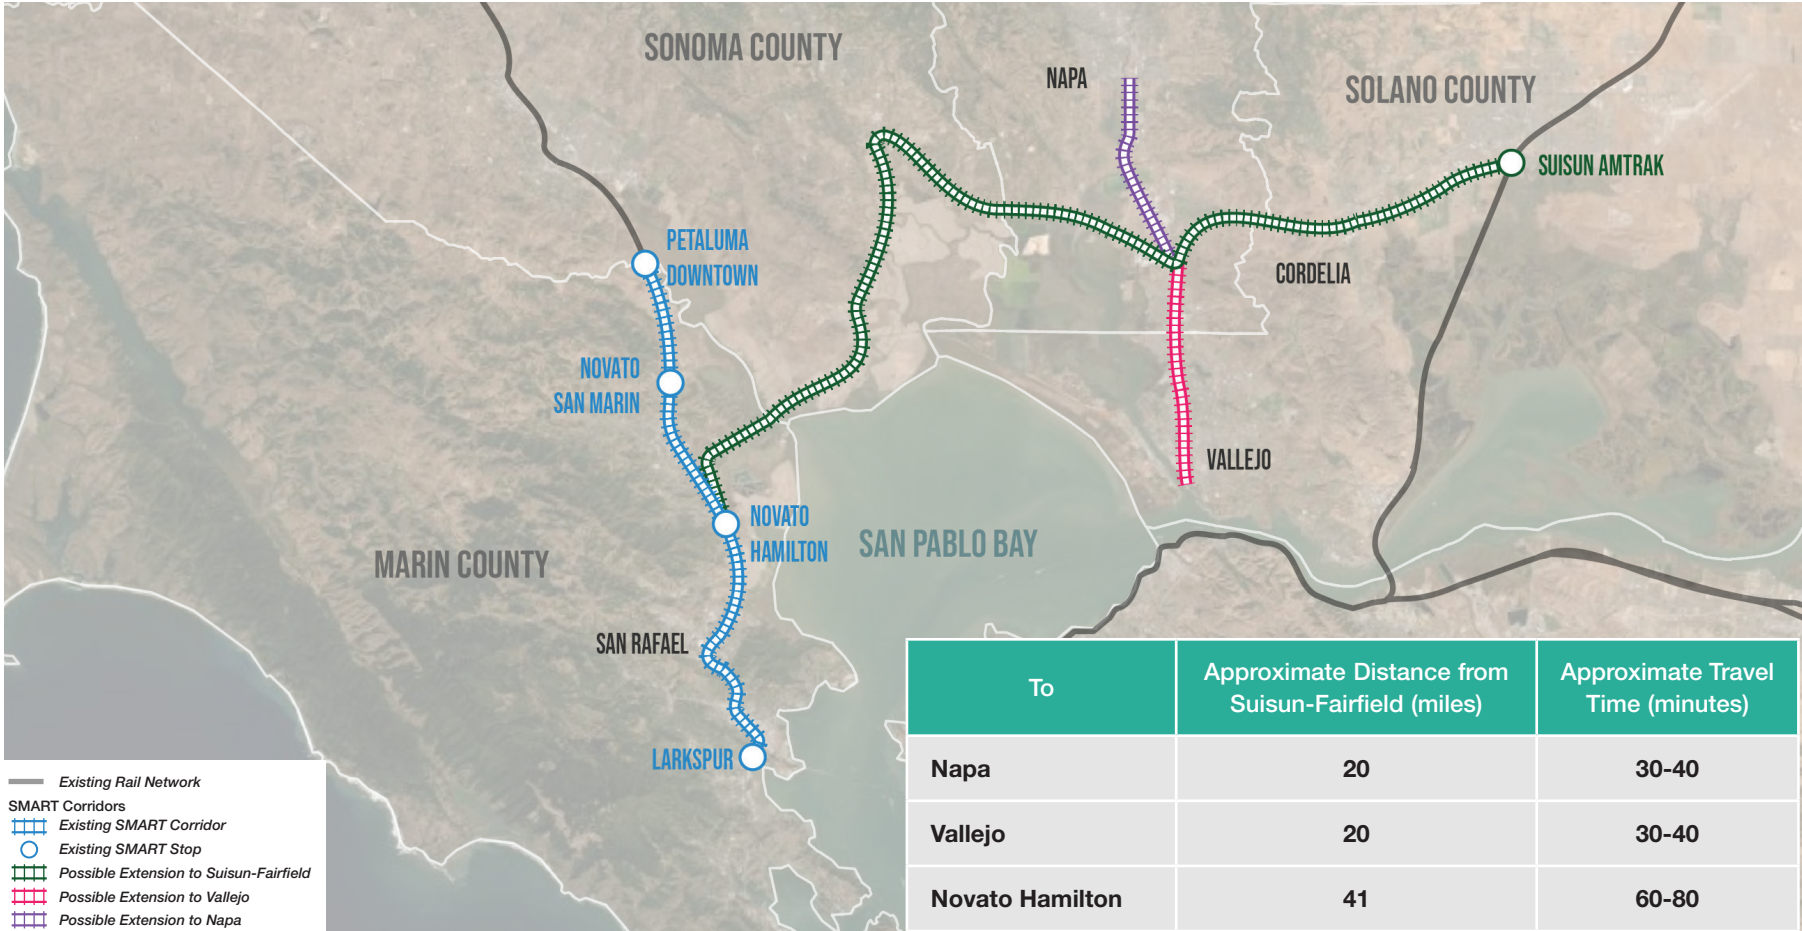 SONOMA COUNTY
NAPA
SOLANO COUNTY
SUISUN AMTRAK
PETALUMA
DOWNTOWN
CORDELIA
NOVATO
SAN MARIN
VALLEJO
NOVATO
HAMILTON
SAN PABLO BAY
MARIN COUNTY
SAN RAFAEL
LARKSPUR
Existing Rail Network
SMART Corridors
Existing SMART Corridor
Existing SMART Stop
Possible Extension to Suisun-Fairfield
Possible Extension to Vallejo
Possible Extension to Napa
To
Approximate Distance from
Suisun-Fairfield (miles)
Approximate Travel
Time (minutes)
Napa 20 30-40
Vallejo 20 30-40
Novato Hamilton 41 60-80